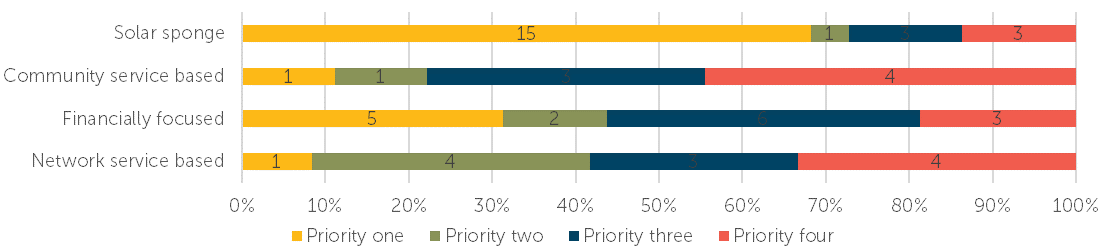 Solar sponge 15 1 3 3
Community service based 1 1 3 4
Financially focused 5 2 6 3
Network service based 1 4 3 4
0% 10% 20% 30% 40% 50% 60% 70% 80% 90% 100%
Priority one Priority two Priority three Priority four